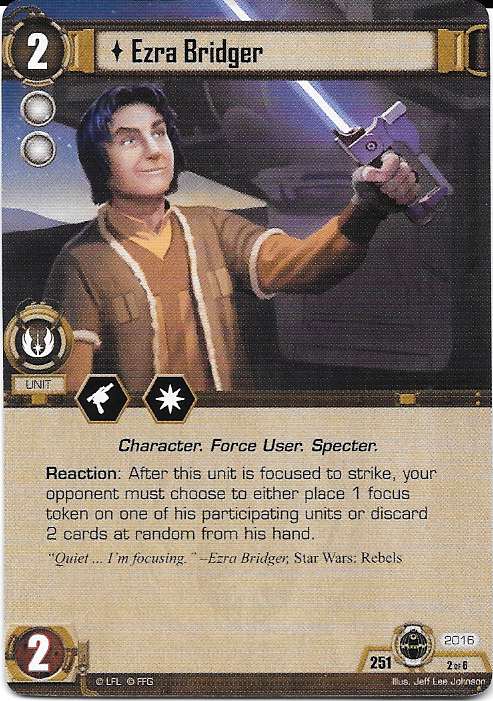 2
Ezra Bridger
UNIT
Character. Force User. Specter.
Reaction: After this unit is focused to strike, your
opponent must choose to either place 1 focus
token on one of his participating units or discard
2 cards at random from his hand.
"Quiet ... I'm focusing." –Ezra Bridger, Star Wars: Rebels
2
© LFL © FFG
251
2016
2 OF 6
Illus. Jeff Lee Johnson